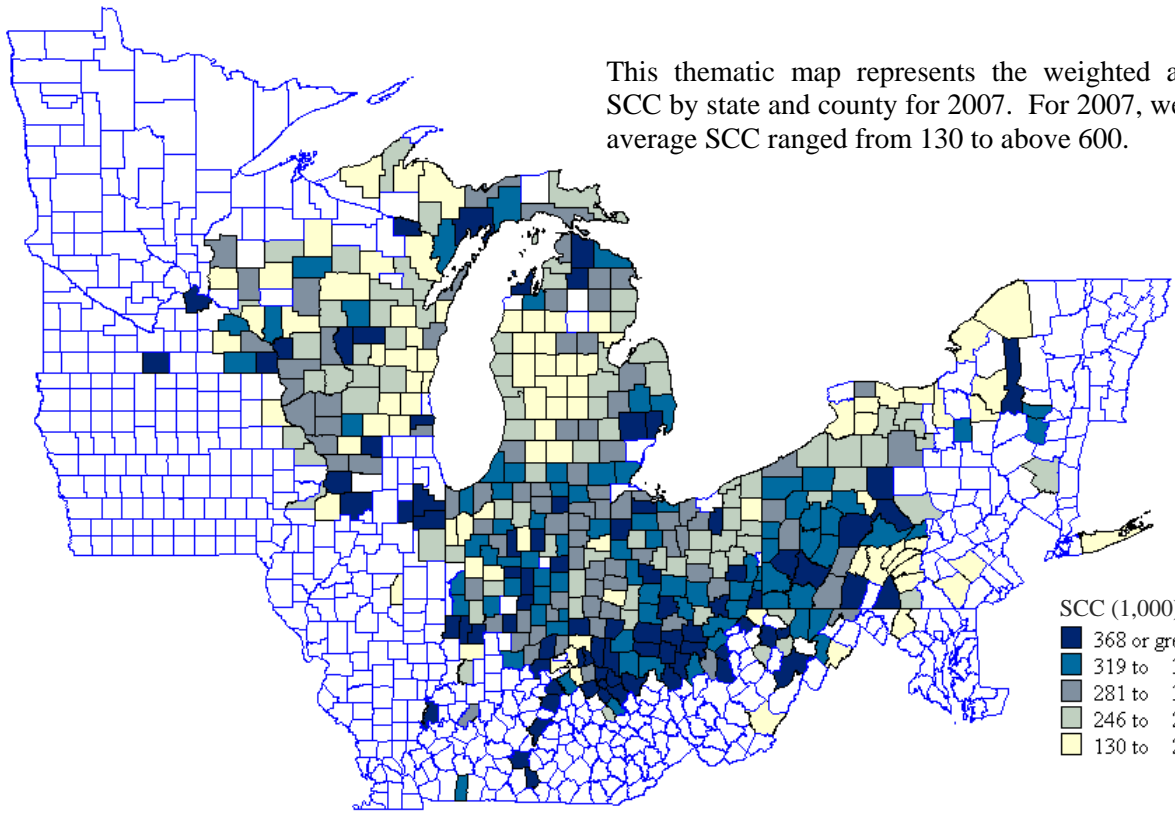 This thematic map represents the weighted a
SCC by state and county for 2007. For 2007, we
average SCC ranged from 130 to above 600.
SCC (1,000
368 or gre
319 to
281 to
246 to 2
130 to 2